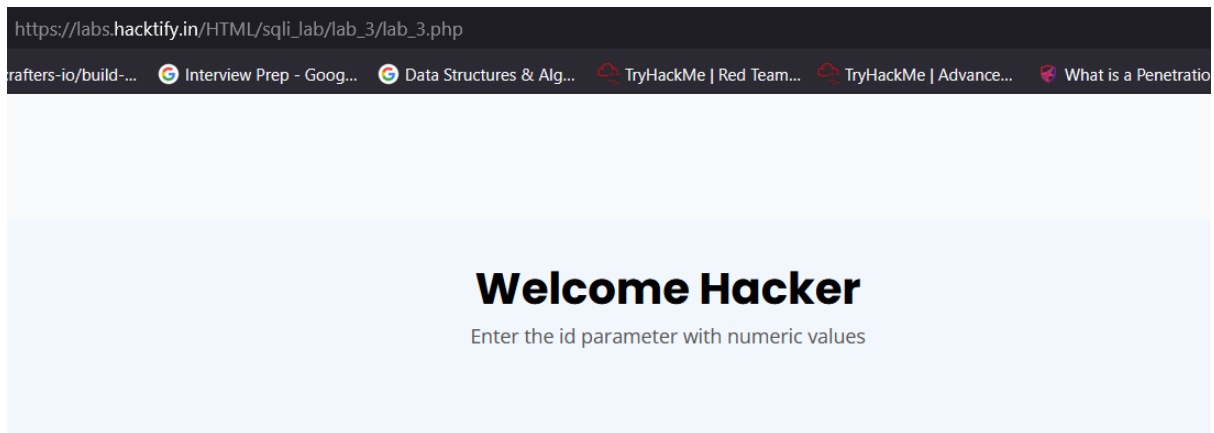 https://labs.hacktify.in/HTML/sqli_lab/lab_3/lab_3.php
rafters-io/build-... Interview Prep - Goog... Data Structures & Alg... TryHackMe | Red Team... TryHackMe | Advance... What is a Penetratio
Welcome Hacker
Enter the id parameter with numeric values